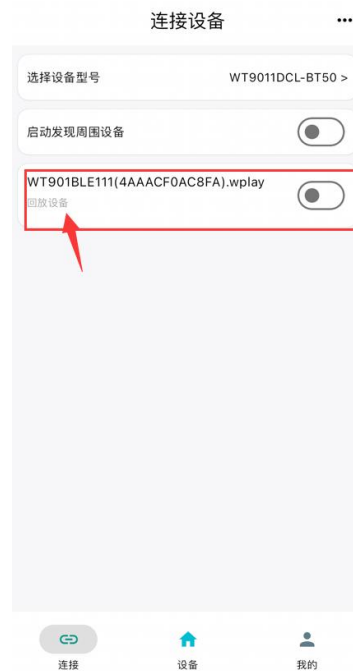 连接设备
选择设备型号 WT9011DCL-BT50 >
启动发现周围设备
WT901BLE111(4AAACF0AC8FA).wplay
回放设备
连接 设备 我的